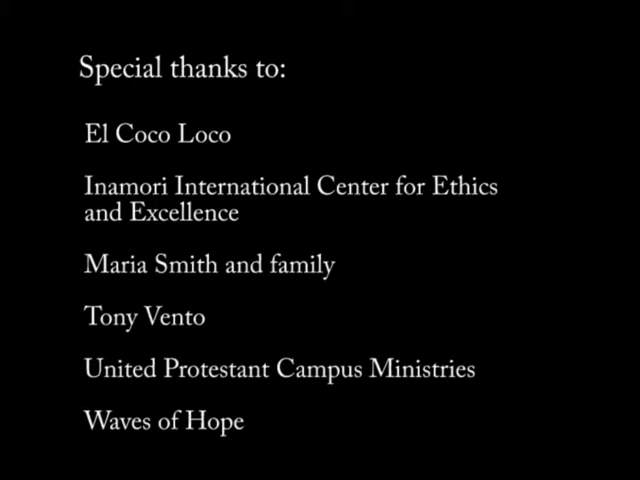 Special thanks to:
El Coco Loco
Inamori International Center for Ethics
and Excellence
Maria Smith and family
Tony Vento
United Protestant Campus Ministries
Waves of Hope